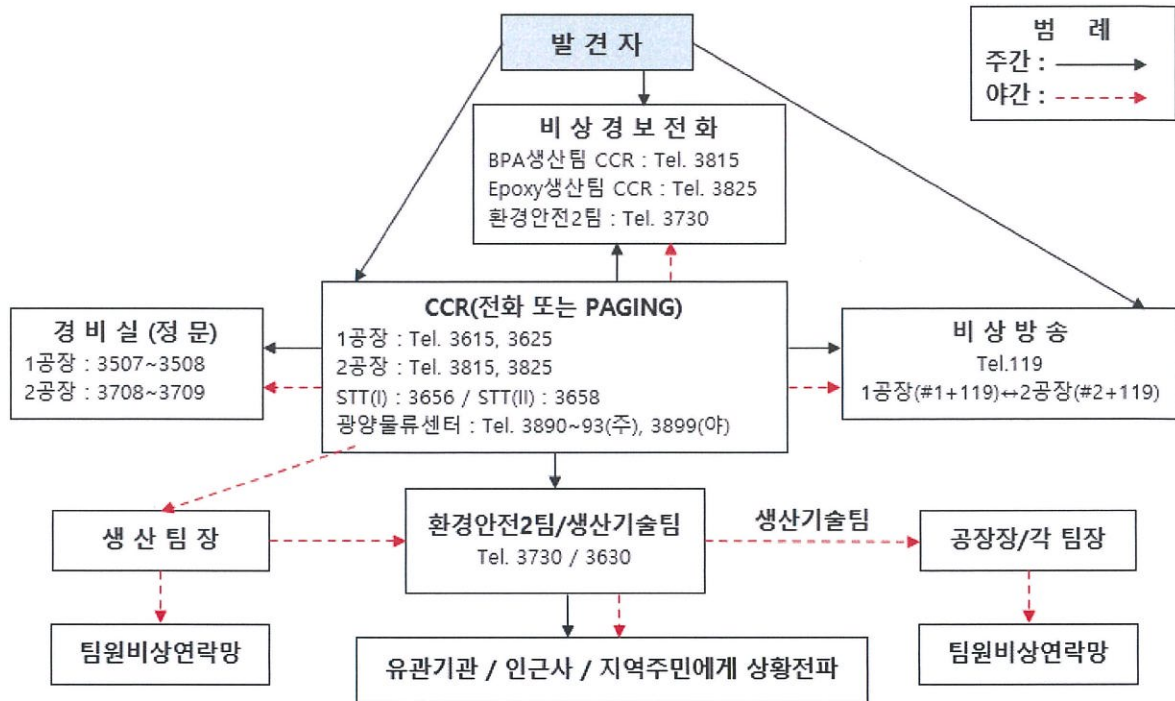 발 견 자
범 례
주간 :
야간 :
비 상 경 보 전 화
BPA생산팀 CCR : Tel. 3815
Epoxy생산팀 CCR : Tel. 3825
환경안전2팀 : Tel. 3730
CCR(전화 또는 PAGING)
1공장 : Tel. 3615, 3625
2공장 : Tel. 3815, 3825
STT(I) : 3656 / STT(II) : 3658
광양물류센터 : Tel. 3890~93(주), 3899(야)
경 비 실 (정 문)
1공장 : 3507~3508
2공장 : 3708~3709
비 상 방 송
Tel.119
1공장(#1+119)↔2공장(#2+119)
생 산 팀 장
환경안전2팀/생산기술팀
Tel. 3730 / 3630
생산기술팀
공장장/각 팀장
팀원비상연락망
유관기관 / 인근사 / 지역주민에게 상황전파
팀원비상연락망